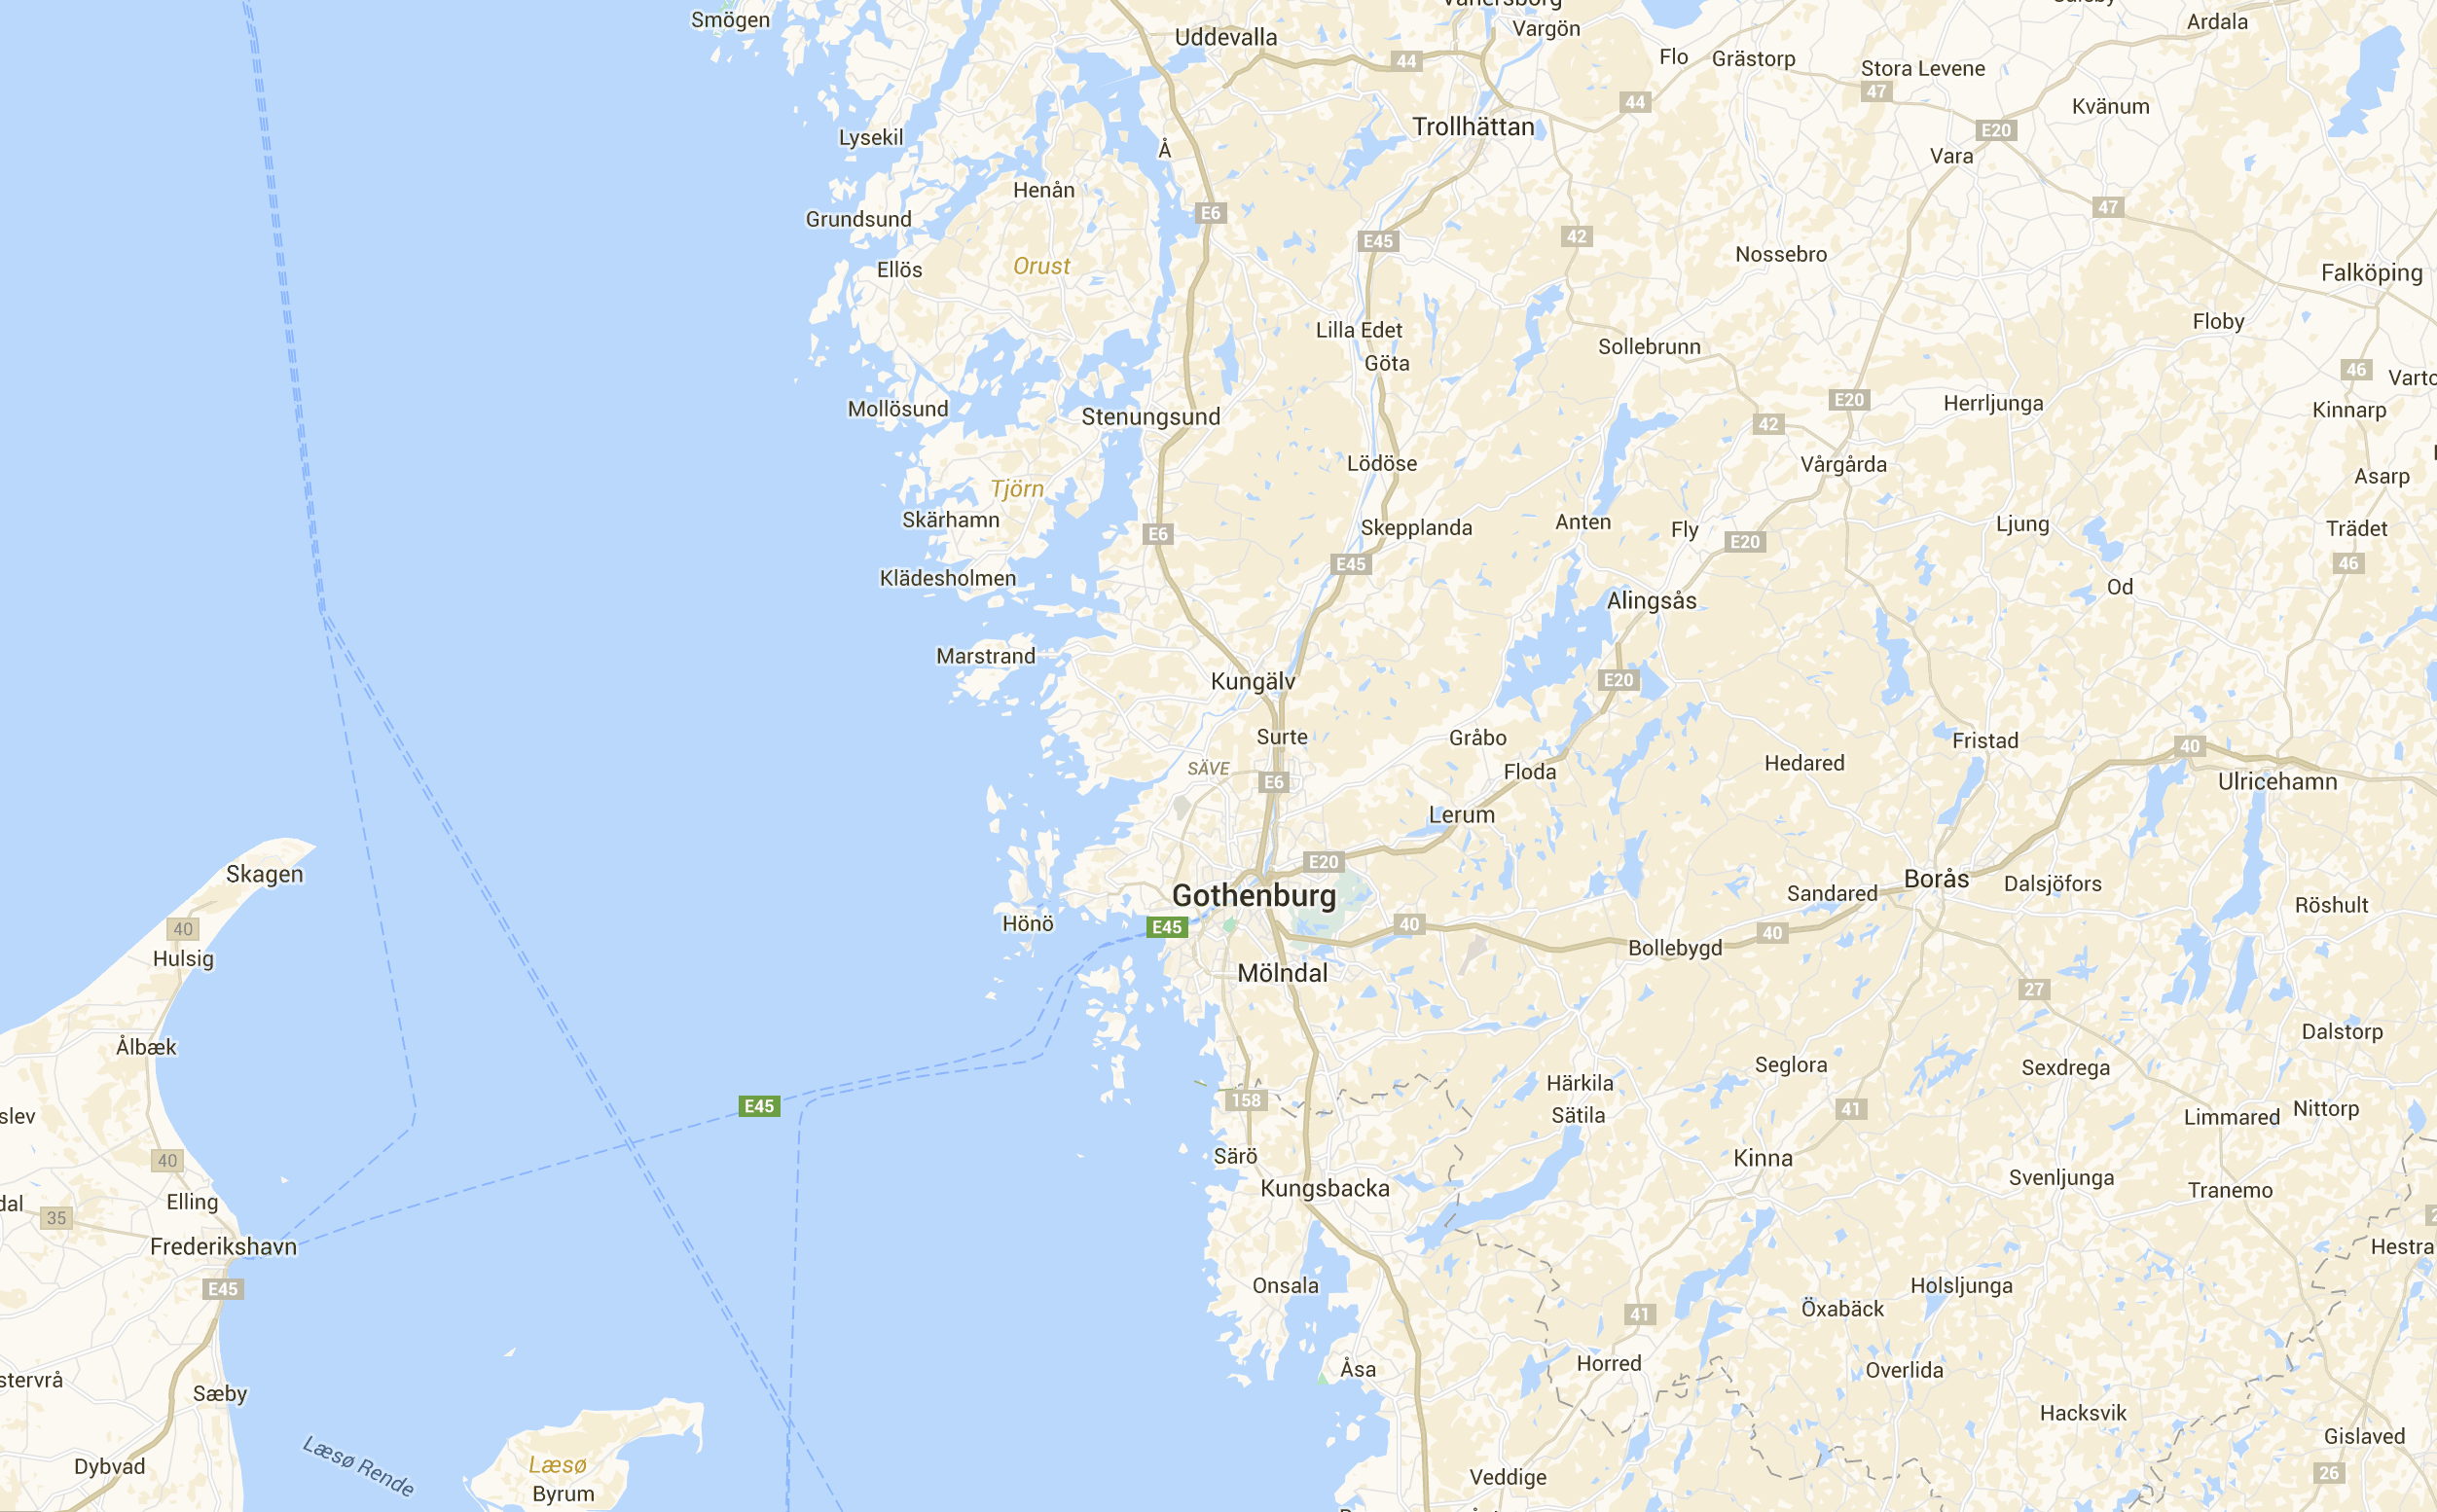 Smögen
Uddevalla
Vänersborg
Vargön
44
Flo
Grästorp
Stora Levene
47
Ardala
Kvänum
44
Lysekil
Å
Trollhättan
E20
Vara
Henån
Grundsund
E6
E45
42
47
Nossebro
Ellös
Orust
Falköping
Lilla Edet
Göta
Sollebrunn
Floby
46
Varto
Mollösund
Stenungsund
E20
42
Herrljunga
Kinnarp
Lödöse
Vårgårda
Asarp
Tjörn
Skärhamn
E6
Skepplanda
Anten
Fly
E20
Ljung
Trädet
E45
46
Klädesholmen
Alingsås
Od
Marstrand
Kungälv
E20
Surte
Gråbo
Fristad
40
SÄVE
E6
Floda
Hedared
Ulricehamn
Lerum
Skagen
E20
Gothenburg
Sandared
Borås
Dalsjöfors
Röshult
40
Hönö
E45
40
40
Bollebygd
Hulsig
Mölndal
27
Ålbæk
Dalstorp
Seglora
Sexdrega
Härkila
slev
E45
158
Sätila
41
Limmared
Nittorp
40
Särö
Kinna
Elling
dal
35
Kungsbacka
Svenljunga
Tranemo
2
Frederikshavn
Hestra
E45
Onsala
Holsljunga
41
Öxabäck
stervrå
Åsa
Horred
Overlida
Sæby
Hacksvik
Læsø Rende
Gislaved
Dybvad
Læsø
Byrum
Veddige
26